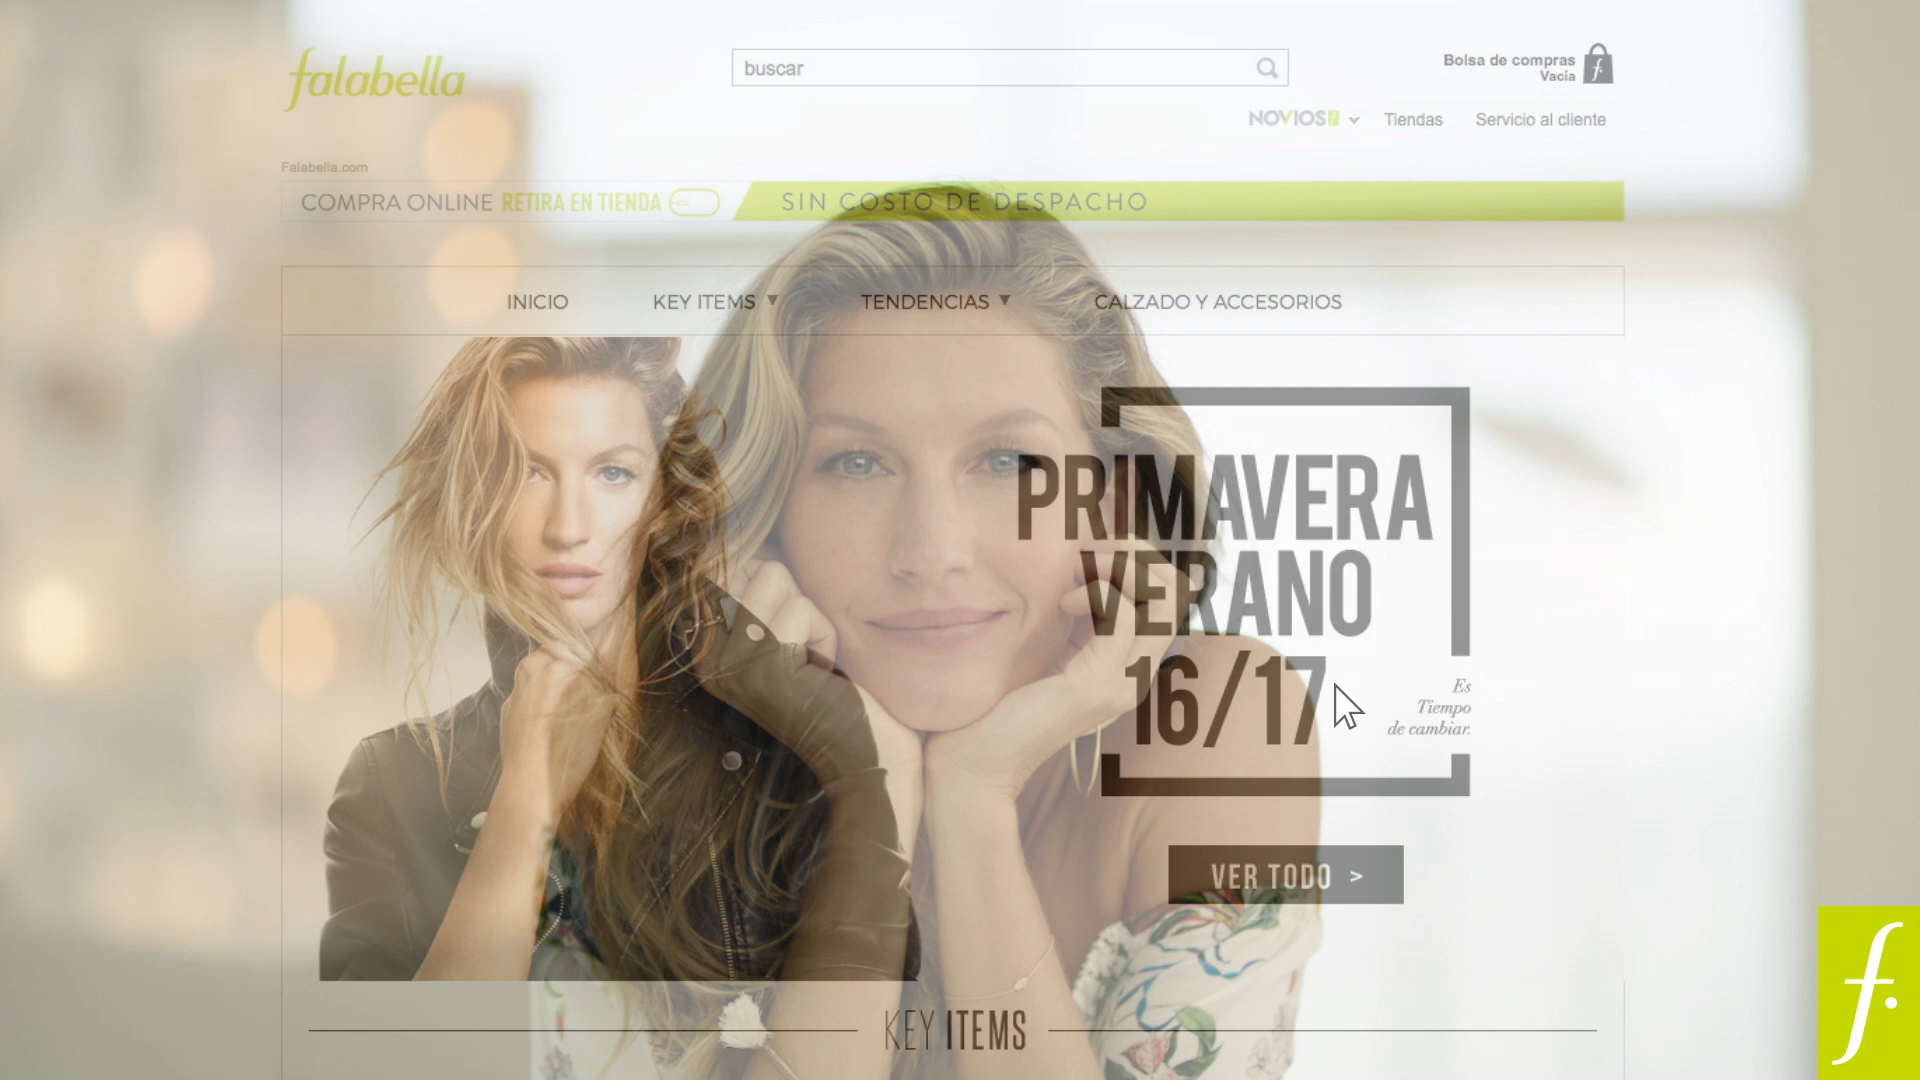 falabella
buscar
Bolsa de compras
Vacía
NOVIOS f
Tiendas
Servicio al cliente
Falabella.com
COMPRA ONLINE RETIRA EN TIENDA
SIN COSTO DE DESPACHO
INICIO
KEY ITEMS
TENDENCIAS
CALZADO Y ACCESORIOS
PRIMAVERA
VERANO
16/17
Es
Tiempo
de cambiar.
VER TODO >
KEY ITEMS
f.